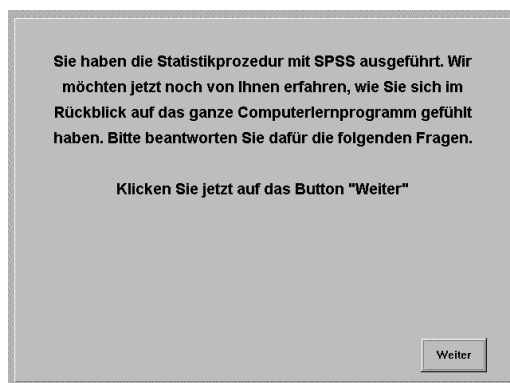 Sie haben die Statistikprozedur mit SPSS ausgeführt. Wir
möchten jetzt noch von Ihnen erfahren, wie Sie sich im
Rückblick auf das ganze Computerlernprogramm gefühlt
haben. Bitte beantworten Sie dafür die folgenden Fragen.
Klicken Sie jetzt auf das Button "Weiter"
Weiter